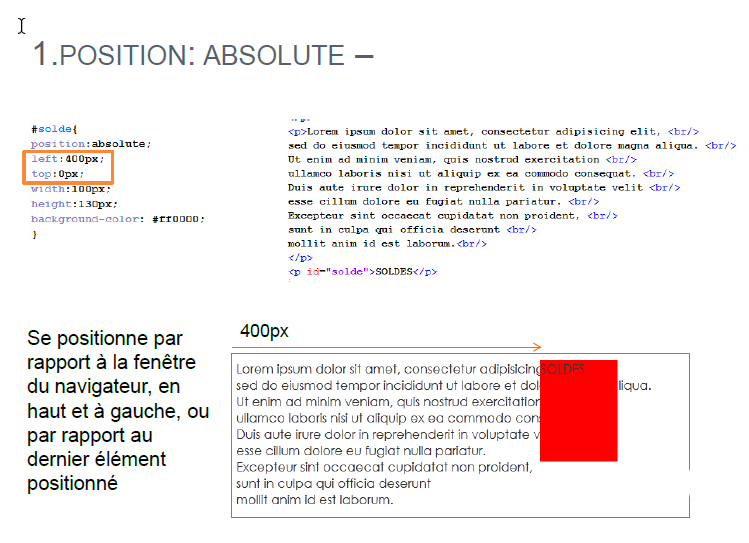 1.POSITION: ABSOLUTE –
#solde{
position:absolute;
left:400px;
top:0px;
width:100px;
height:130px;
background-color: #ff0000;
}
<p>Lorem ipsum dolor sit amet, consectetur adipisicing elit, <br/>
sed do eiusmod tempor incididunt ut labore et dolore magna aliqua. <br/>
Ut enim ad minim veniam, quis nostrud exercitation <br/>
ullamco laboris nisi ut aliquip ex ea commodo consequat. <br/>
Duis aute irure dolor in reprehenderit in voluptate velit <br/>
esse cillum dolore eu fugiat nulla pariatur. <br/>
Excepteur sint occaecat cupidatat non proident, <br/>
sunt in culpa qui officia deserunt <br/>
mollit anim id est laborum.<br/>
</p>
<p id="solde">SOLDES</p>
Se positionne par
rapport à la fenêtre
du navigateur, en
haut et à gauche, ou
par rapport au
dernier élément
positionné
400px
Lorem ipsum dolor sit amet, consectetur adipisicing SOLDES
sed do eiusmod tempor incididunt ut labore et dol liqua.
Ut enim ad minim veniam, quis nostrud exercitation
ullamco laboris nisi ut aliquip ex ea commodo con
Duis aute irure dolor in reprehenderit in voluptate v
esse cillum dolore eu fugiat nulla pariatur.
Excepteur sint occaecat cupidatat non proident,
sunt in culpa qui officia deserunt
mollit anim id est laborum.